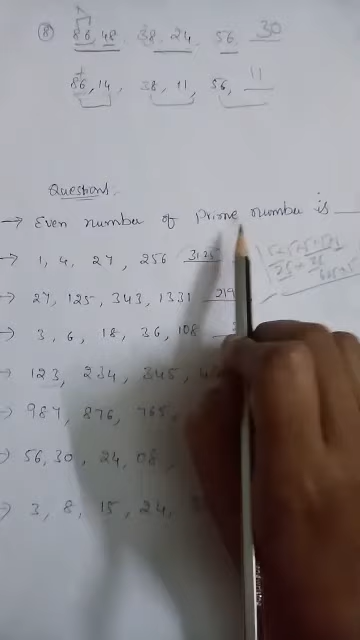 ⑧ 86, 48, 38, 24, 56, 30
86, 14, 38, 11, 56, 11
Questions:
→ Even number of Prime number is
→ 1, 4, 27, 256 3125
→ 27, 125, 343, 1331 219
→ 3, 6, 18, 36, 108
→ 123, 234, 345,
987, 876, 765,
56, 30, 24, 08,
→ 3, 8, 15, 24,